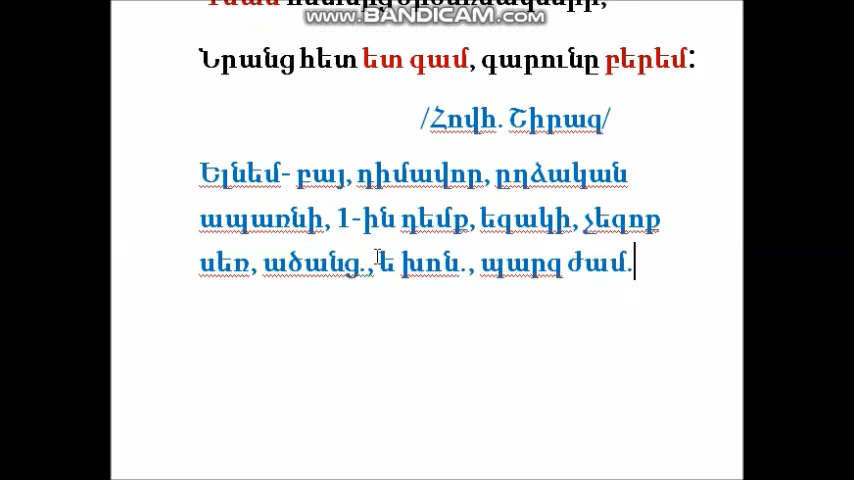 www.BANDICAM.com
Նրանց հետ ետ գամ, գարունը բերեմ:
/Հովհ. Շիրազ/
Ելնեմ- բայ, դիմավոր, ըղձական
ապառնի, 1-ին դեմք, եզակի, չեզոք
սեռ, ածանց., ե խոն., պարզ ժամ.